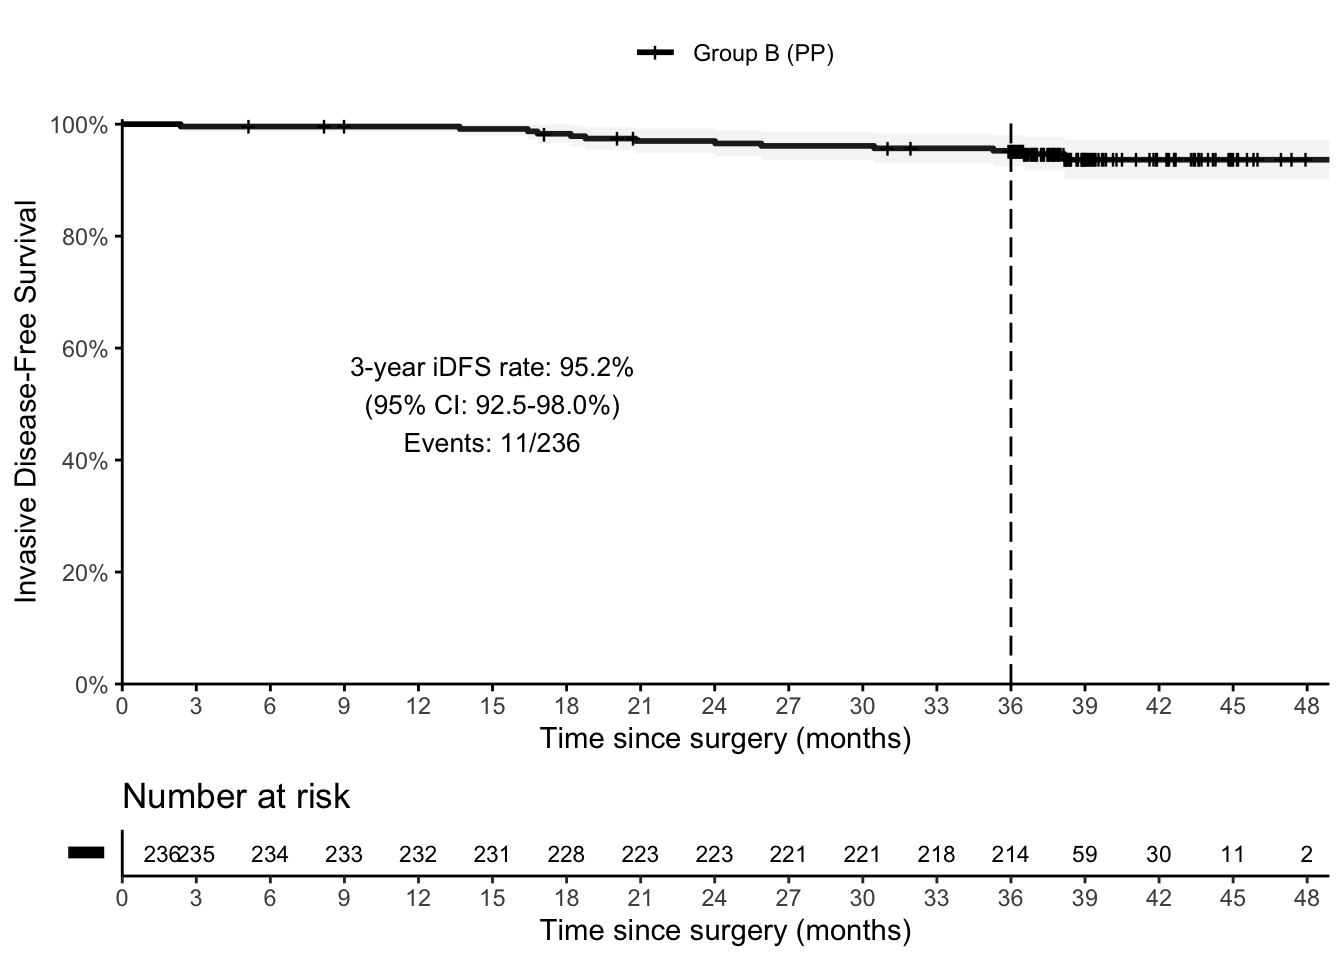 Group B (PP)
Invasive Disease-Free Survival
100%
80%
60%
40%
20%
0%
3-year iDFS rate: 95.2%
(95% CI: 92.5-98.0%)
Events: 11/236
0 3 6 9 12 15 18 21 24 27 30 33 36 39 42 45 48
Time since surgery (months)
Number at risk
236 235 234 233 232 231 228 223 223 221 221 218 214 59 30 11 2
0 3 6 9 12 15 18 21 24 27 30 33 36 39 42 45 48
Time since surgery (months)